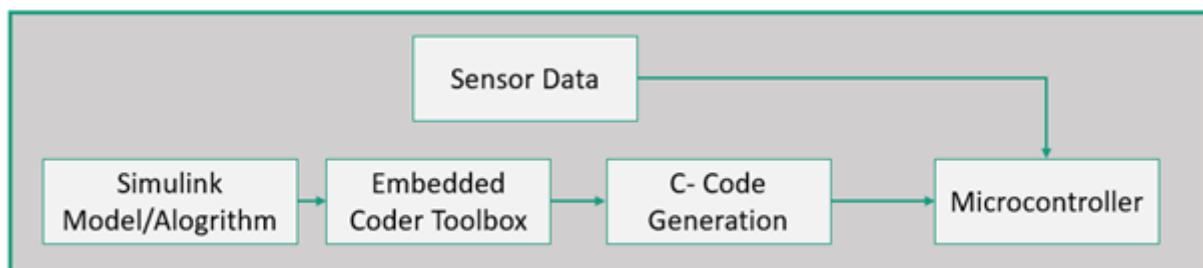 Sensor Data
Simulink
Model/Alogrithm
Embedded
Coder Toolbox
C- Code
Generation
Microcontroller